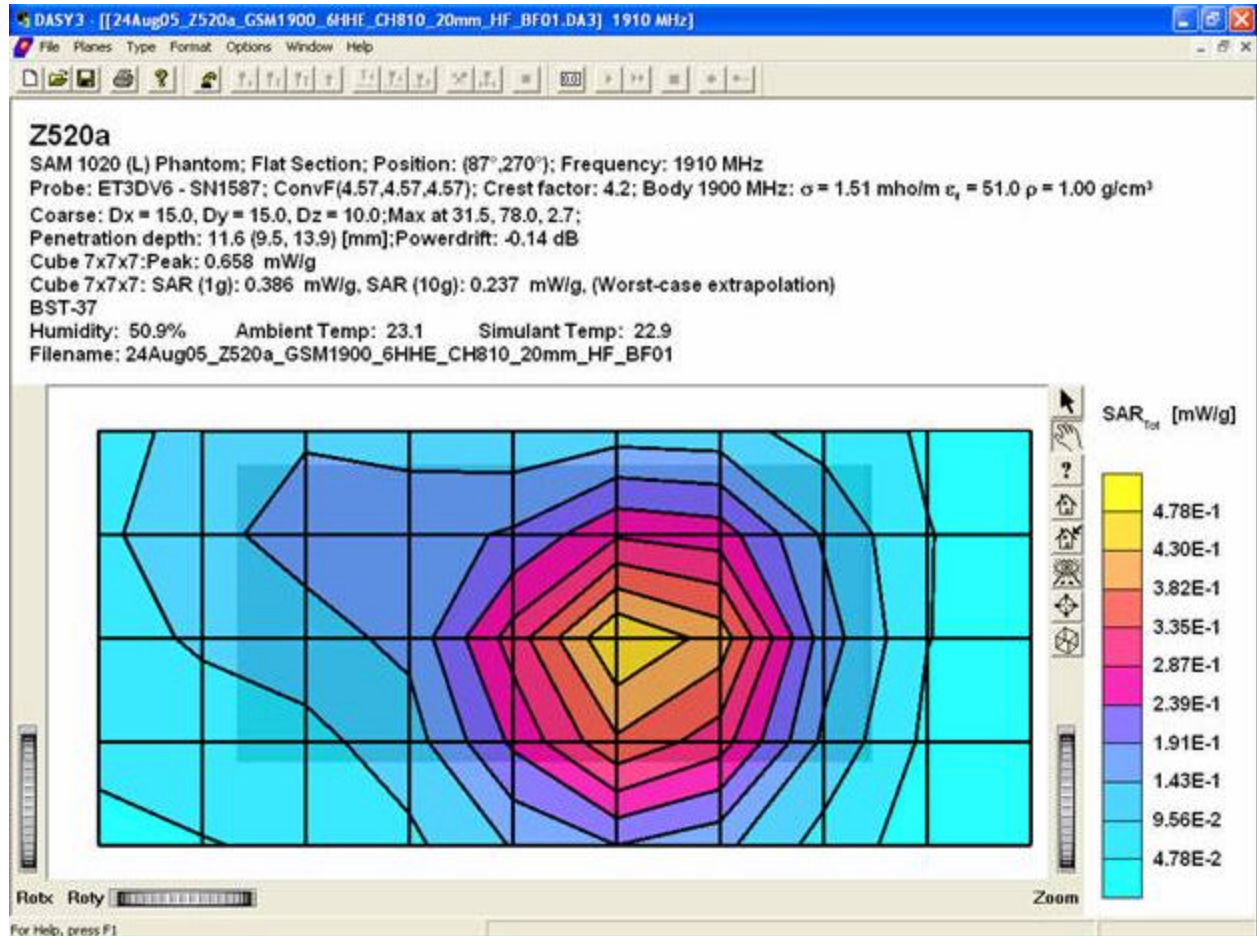 DASY3 - [[24Aug05_Z520a_GSM1900_6HHE_CH810_20mm_HF_BF01.DA3] 1910 MHz]
File Planes Type Format Options Window Help
Z520a
SAM 1020 (L) Phantom; Flat Section; Position: (87°,270°); Frequency: 1910 MHz
Probe: ET3DV6 - SN1587; ConvF(4.57,4.57,4.57); Crest factor: 4.2; Body 1900 MHz: σ = 1.51 mho/m εr = 51.0 ρ = 1.00 g/cm³
Coarse: Dx = 15.0, Dy = 15.0, Dz = 10.0;Max at 31.5, 78.0, 2.7;
Penetration depth: 11.6 (9.5, 13.9) [mm];Powerdrift: -0.14 dB
Cube 7x7x7:Peak: 0.658 mW/g
Cube 7x7x7: SAR (1g): 0.386 mW/g, SAR (10g): 0.237 mW/g, (Worst-case extrapolation)
BST-37
Humidity: 50.9% Ambient Temp: 23.1 Simulant Temp: 22.9
Filename: 24Aug05_Z520a_GSM1900_6HHE_CH810_20mm_HF_BF01
SAR Tot [mW/g]
4.78E-1
4.30E-1
3.82E-1
3.35E-1
2.87E-1
2.39E-1
1.91E-1
1.43E-1
9.56E-2
4.78E-2
Rotx Roty Zoom
For Help, press F1